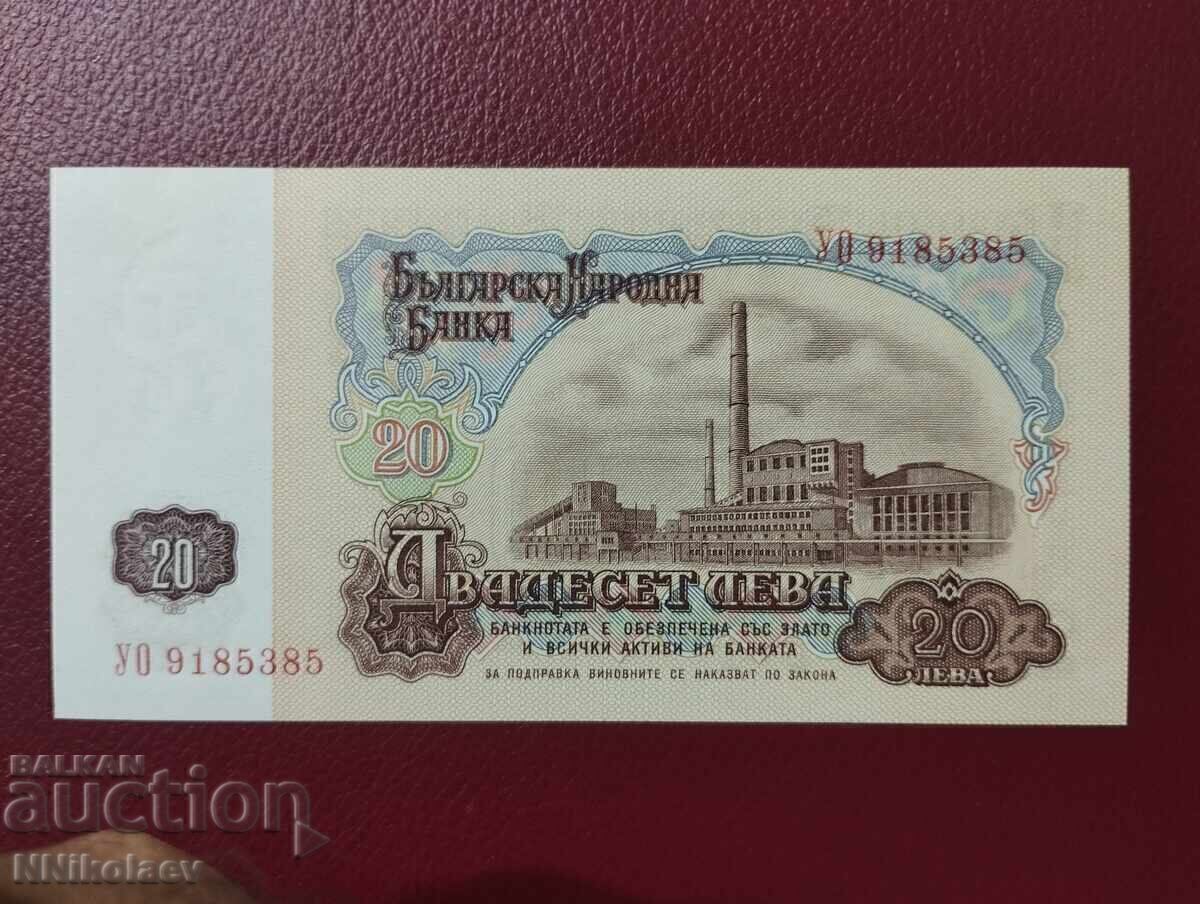 УО 9185385
Българска Народна
Банка
20
Двадесет лева
20
БАНКНОТАТА Е ОБЕЗПЕЧЕНА СЪС ЗЛАТО
И ВСИЧКИ АКТИВИ НА БАНКАТА
ЗА ПОДПРАВКА ВИНОВНИТЕ СЕ НАКАЗВАТ ПО ЗАКОНА
20
ЛЕВА
УО 9185385
BALKAN
auction
NNikolaev